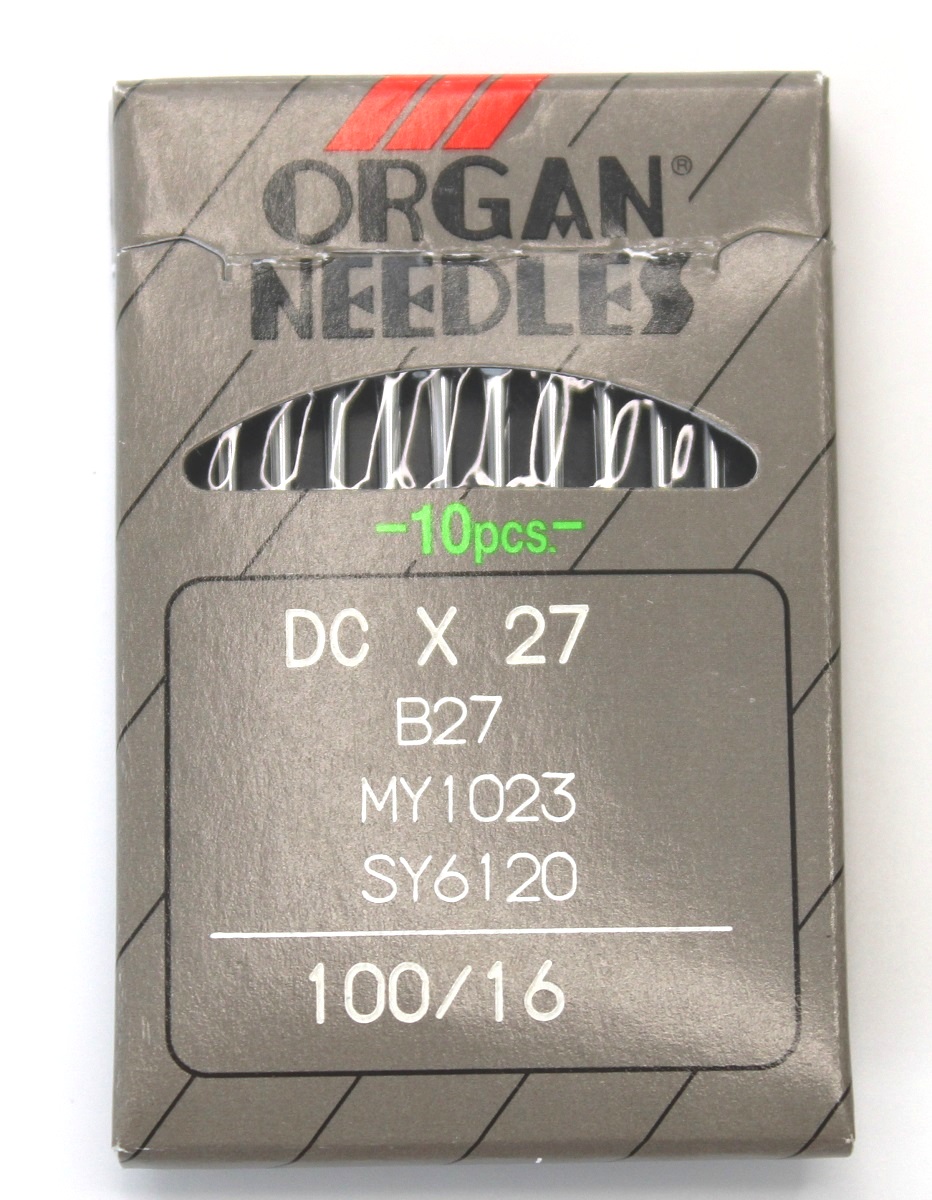 ORGAN®
NEEDLES
-10pcs.-
DC X 27
B27
MY1023
SY6120
100/16